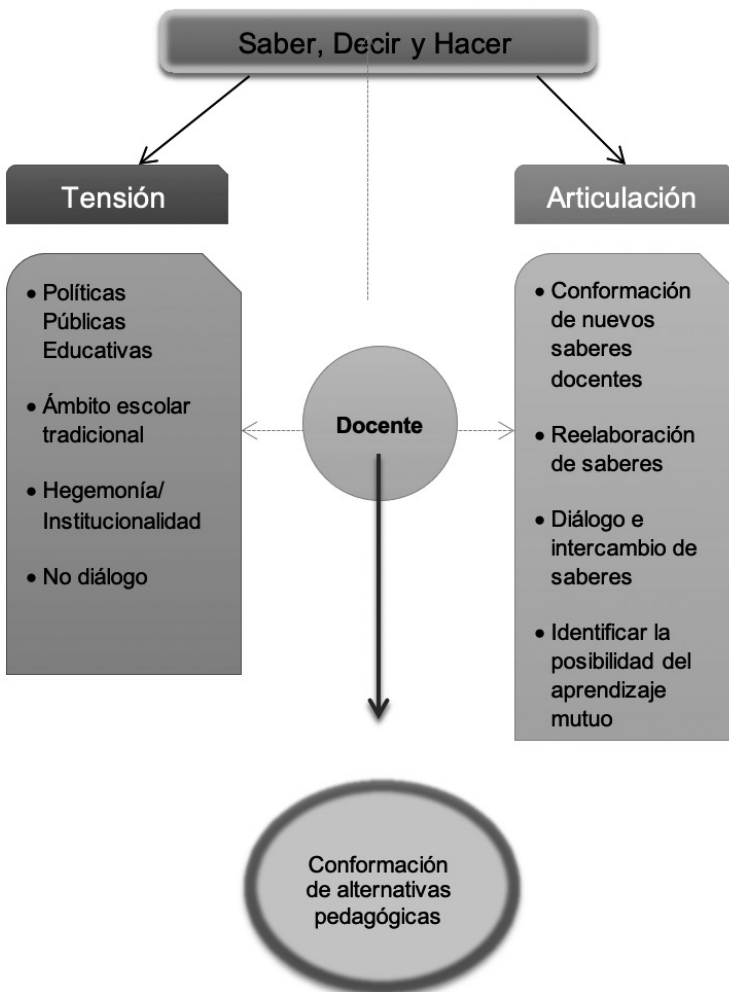 Saber, Decir y Hacer
Tensión
• Políticas
Públicas
Educativas
• Ámbito escolar
tradicional
• Hegemonía/
Institucionalidad
• No diálogo
Docente
Articulación
• Conformación
de nuevos
saberes
docentes
• Reelaboración
de saberes
• Diálogo e
intercambio de
saberes
• Identificar la
posibilidad del
aprendizaje
mutuo
Conformación
de alternativas
pedagógicas